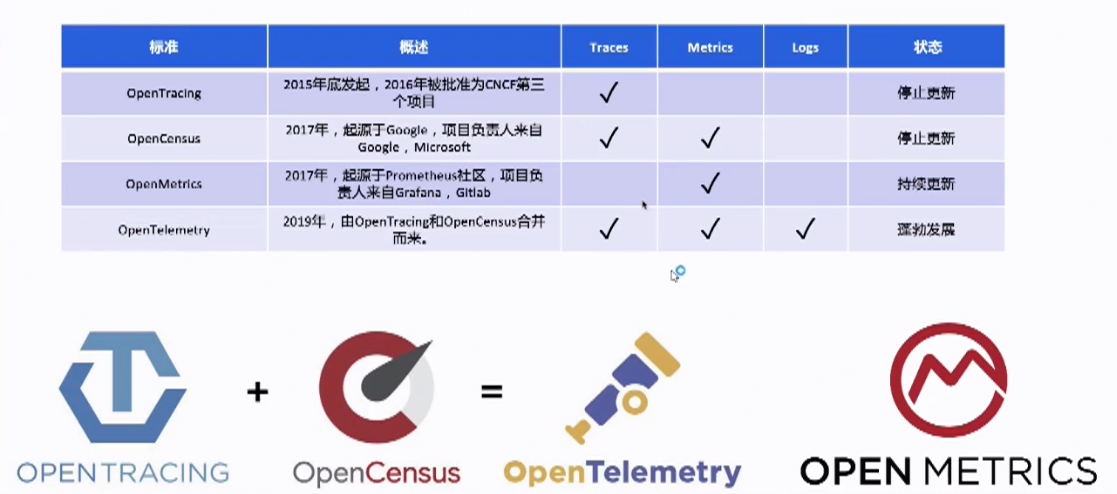 标准 概述 Traces Metrics Logs 状态
OpenTracing 2015年底发起，2016年被批准为CNCF第三
个项目 ✓ 停止更新
OpenCensus 2017年，起源于Google，项目负责人来自
Google，Microsoft ✓ ✓ 停止更新
OpenMetrics 2017年，起源于Prometheus社区，项目负
责人来自Grafana，Gitlab ✓ 持续更新
OpenTelemetry 2019年，由OpenTracing和OpenCensus合并
而来。 ✓ ✓ ✓ 蓬勃发展
+ =
OPENTRACING OpenCensus OpenTelemetry OPEN METRICS